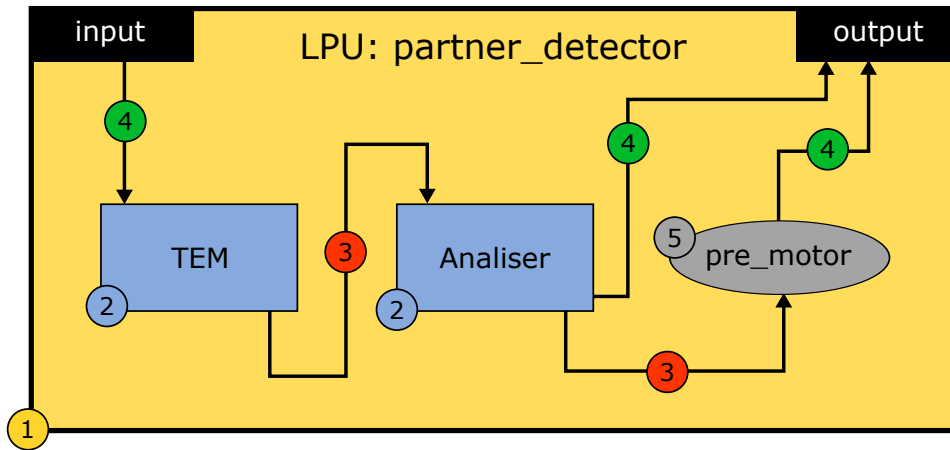 input
LPU: partner_detector
output
4
4
4
3
5
TEM
Analiser
pre_motor
2
2
3
1